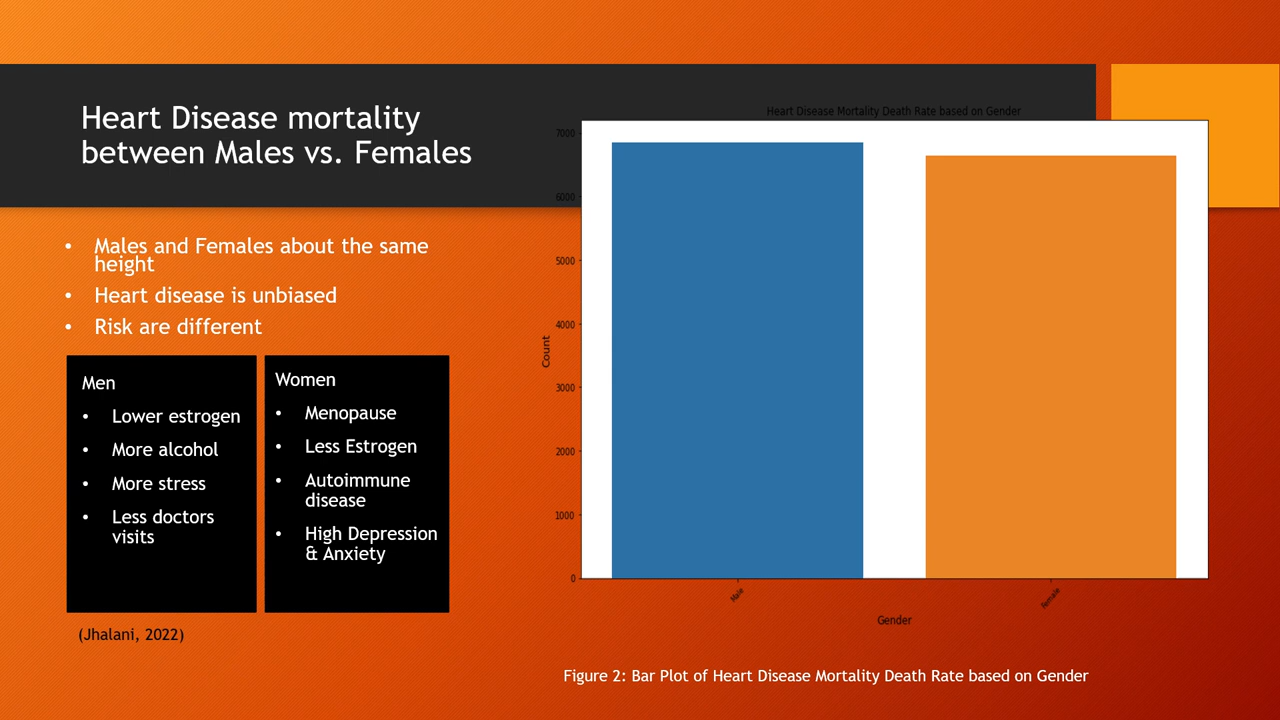 Heart Disease mortality
between Males vs. Females
• Males and Females about the same
height
• Heart disease is unbiased
• Risk are different
Men
• Lower estrogen
• More alcohol
• More stress
• Less doctors
visits
Women
• Menopause
• Less Estrogen
• Autoimmune
disease
• High Depression
& Anxiety
(Jhalani, 2022)
Heart Disease Mortality Death Rate based on Gender
7000
6000
5000
4000
3000
2000
1000
0
Count
Male
Female
Gender
Figure 2: Bar Plot of Heart Disease Mortality Death Rate based on Gender